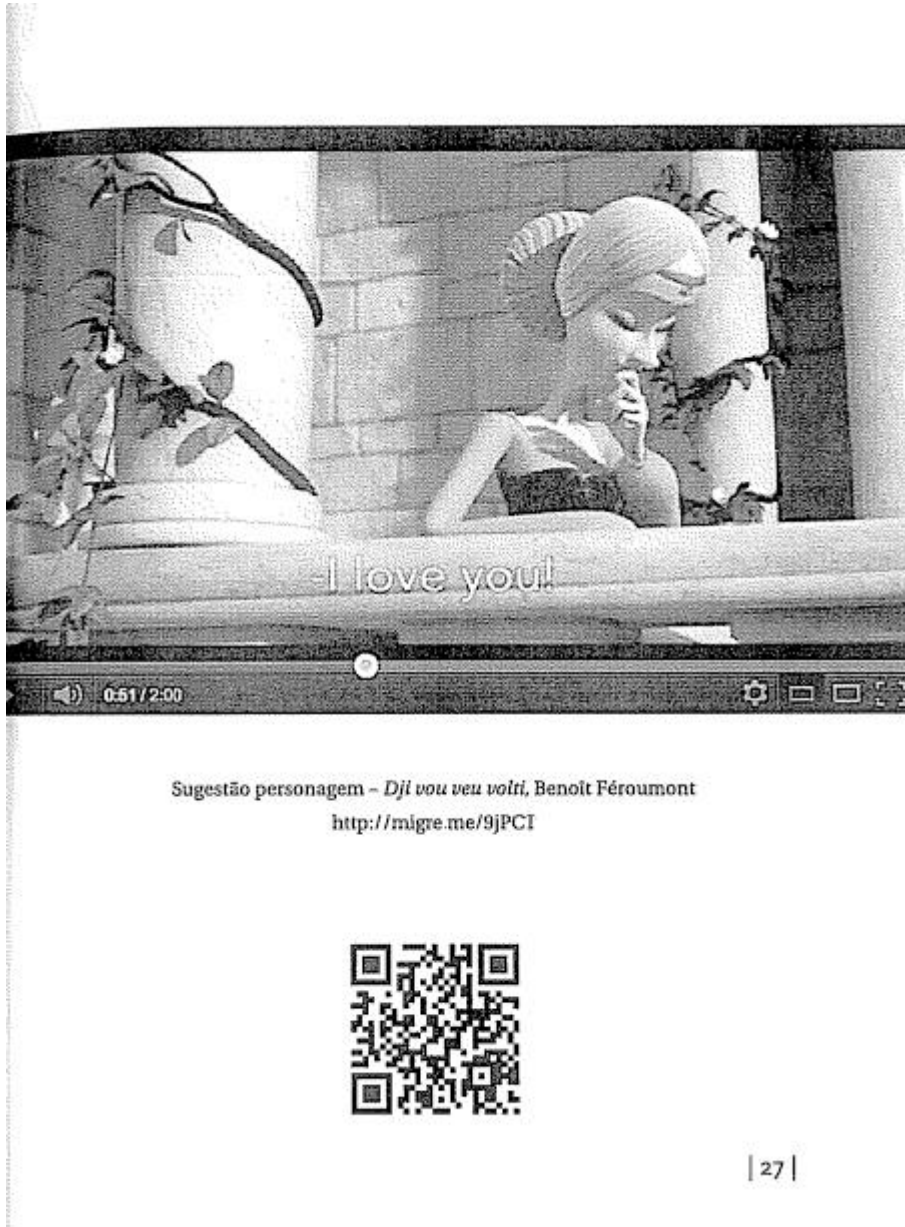 -I love you!
0:51 / 2:00
Sugestão personagem – Dji vou veu volti, Benoît Féroumont
http://migre.me/9jPCI
| 27 |